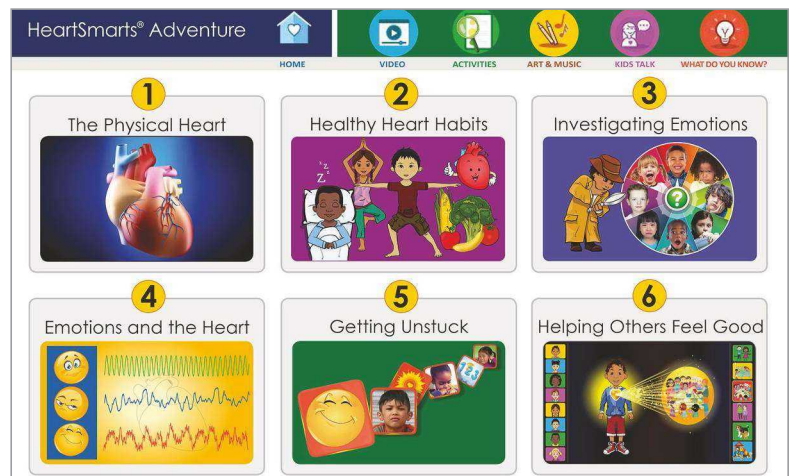 HeartSmarts® Adventure
HOME
VIDEO
ACTIVITIES
ART & MUSIC
KIDS TALK
WHAT DO YOU KNOW?
1
The Physical Heart
2
Healthy Heart Habits
z z z
3
Investigating Emotions
?
4
Emotions and the Heart
5
Getting Unstuck
123
6
Helping Others Feel Good